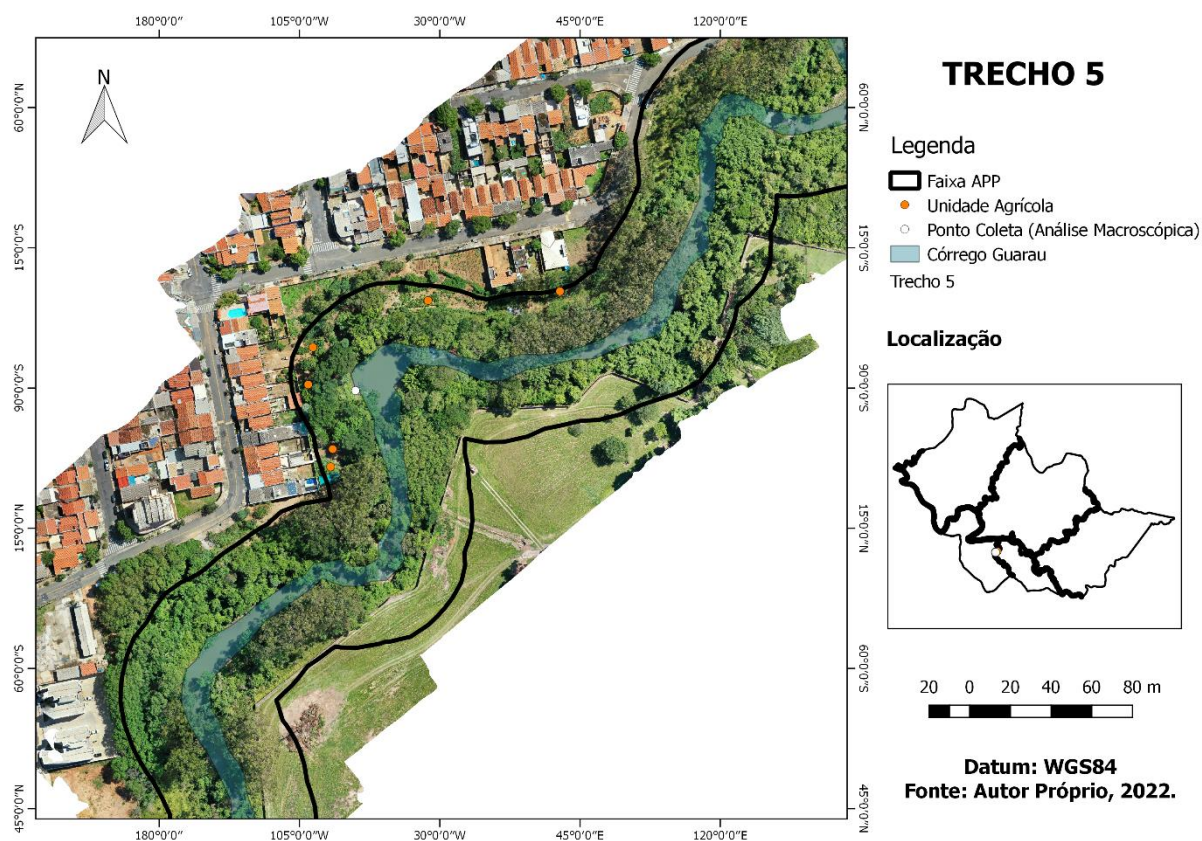 180°0'0"W 105°0'0"W 30°0'0"W 45°0'0"E 120°0'0"E
TRECHO 5
N
60°0'0"N 60°0'0"N
Legenda
Faixa APP
Unidade Agrícola
Ponto Coleta (Análise Macroscópica)
15°0'0"S 15°0'0"S
Córrego Guarau
Trecho 5
Localização
90°0'0"S 90°0'0"S
15°0'0"N 15°0'0"N
60°0'0"S 60°0'0"S
20 0 20 40 60 80 m
Datum: WGS84
Fonte: Autor Próprio, 2022.
45°0'0"N 45°0'0"N
180°0'0"W 105°0'0"W 30°0'0"W 45°0'0"E 120°0'0"E